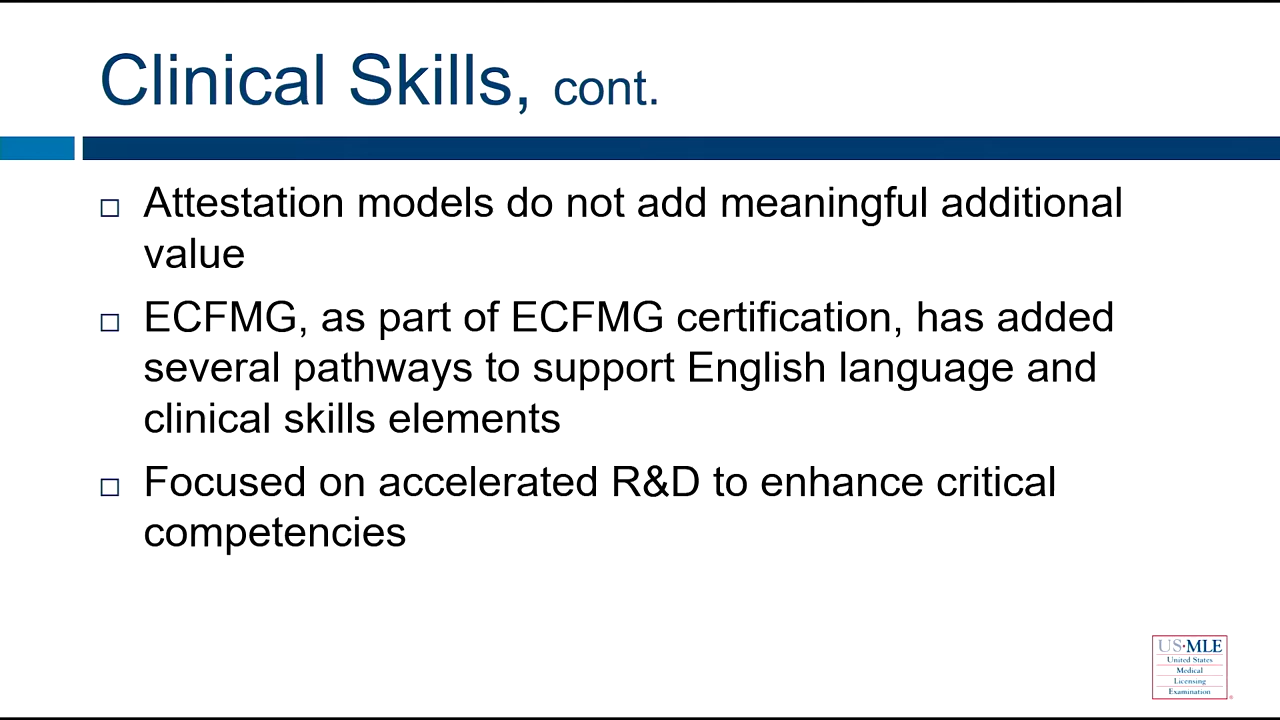 Clinical Skills, cont.
Attestation models do not add meaningful additional
value
ECFMG, as part of ECFMG certification, has added
several pathways to support English language and
clinical skills elements
Focused on accelerated R&D to enhance critical
competencies
US·MLE
United States
Medical
Licensing
Examination
®